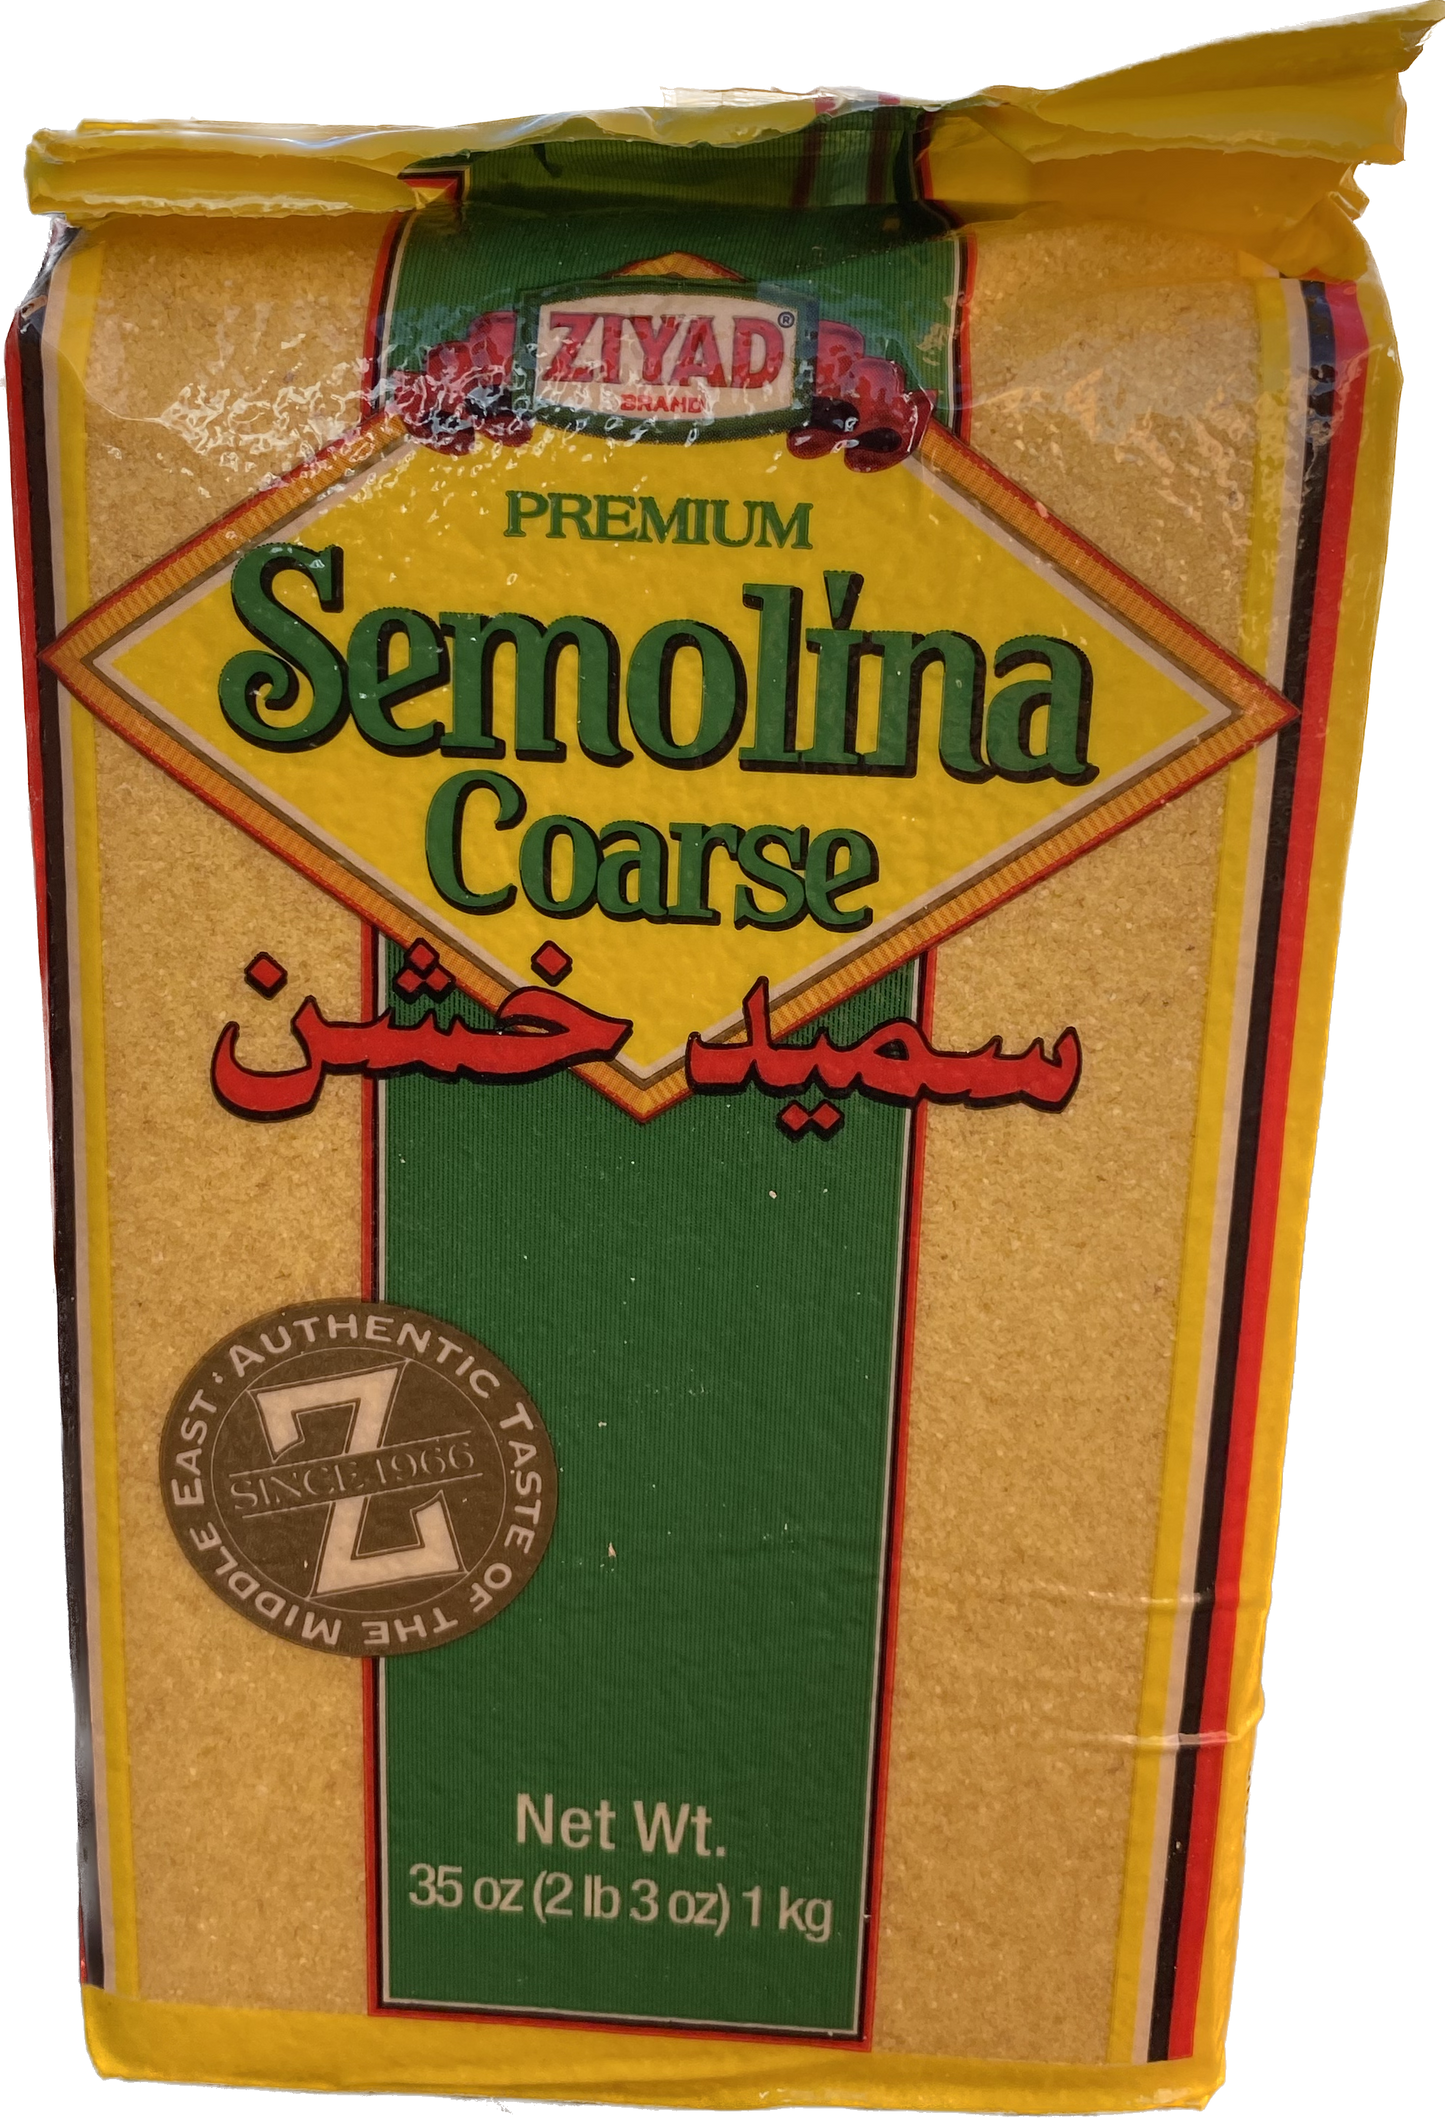 ZIYAD®
BRAND
PREMIUM
Semolina
Coarse
سميد خشن
AUTHENTIC TASTE OF THE MIDDLE EAST
Z
SINCE 1966
Net Wt.
35 oz (2 lb 3 oz) 1 kg